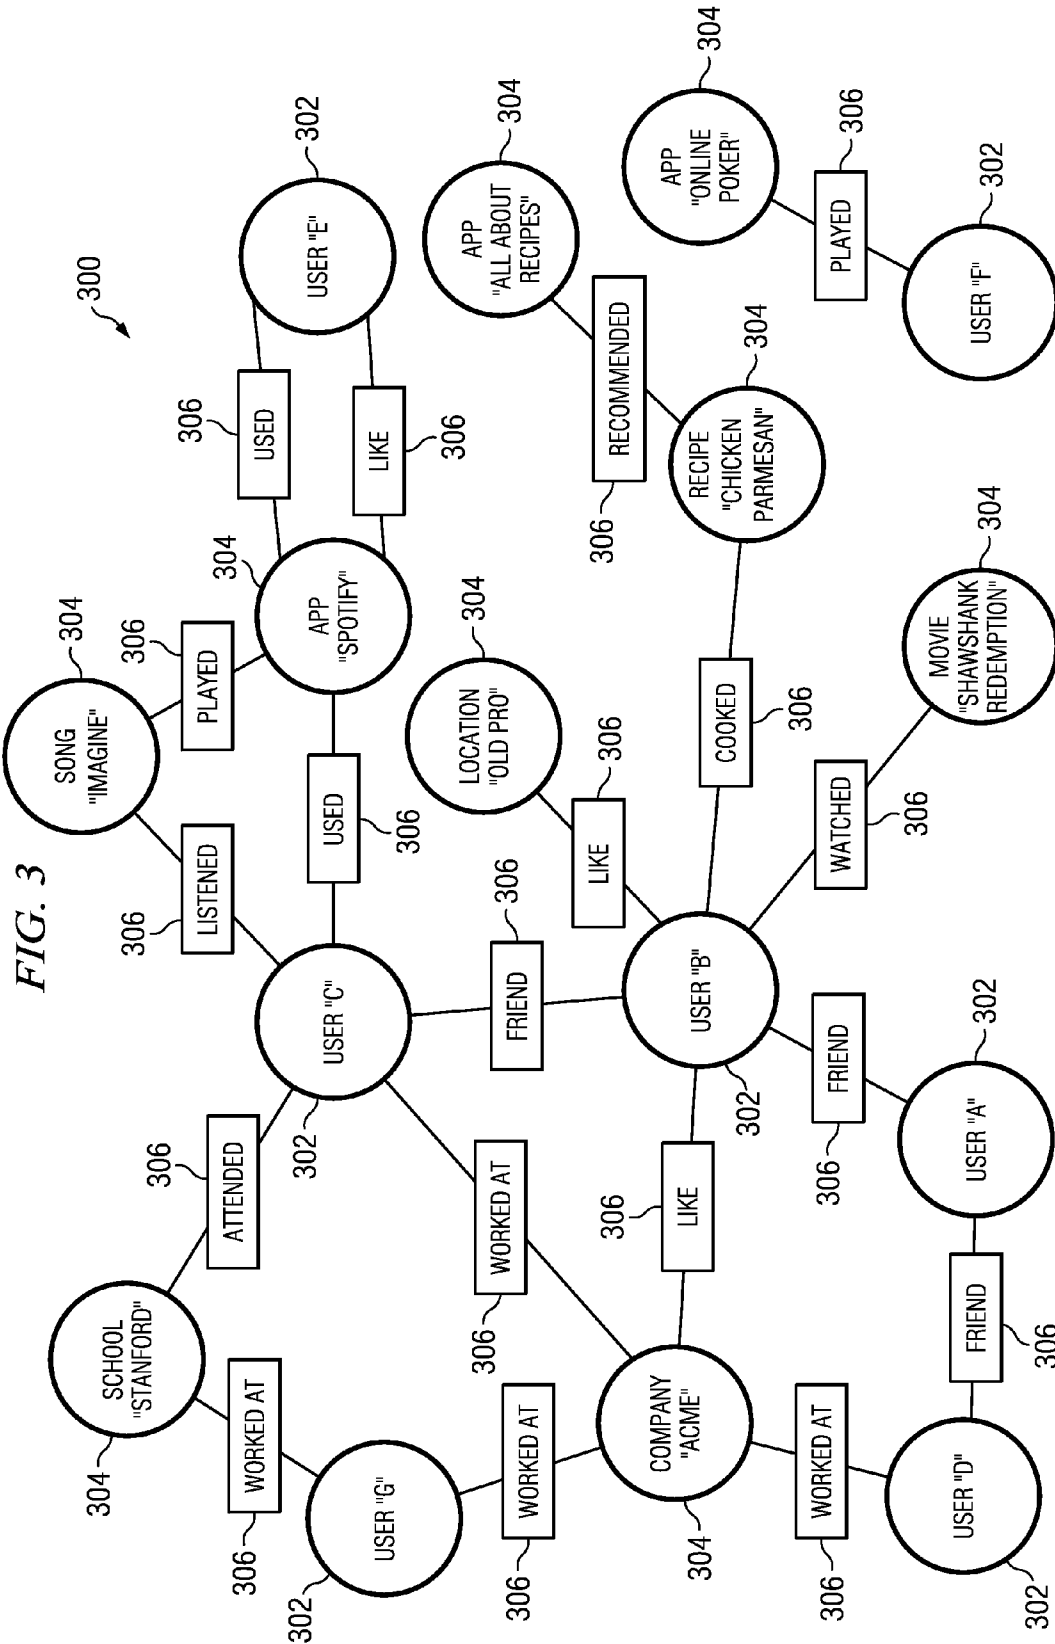 FIG. 3
300
304
SCHOOL
"STANFORD"
306
ATTENDED
306
WORKED AT
302
USER "G"
306
LISTENED
SONG
"IMAGINE"
304
306
PLAYED
302
USER "C"
USED
306
304
APP
"SPOTIFY"
306
USED
LIKE
306
USER "E"
302
306
WORKED AT
306
WORKED AT
FRIEND
306
LOCATION
"OLD PRO"
304
LIKE
306
APP
"ALL ABOUT
RECIPES"
304
RECOMMENDED
306
304
COMPANY
"ACME"
306
LIKE
302
USER "B"
COOKED
306
RECIPE
"CHICKEN
PARMESAN"
304
APP
"ONLINE
POKER"
304
306
WORKED AT
306
FRIEND
WATCHED
306
PLAYED
306
302
USER "D"
FRIEND
306
USER "A"
302
MOVIE
"SHAWSHANK
REDEMPTION"
304
USER "F"
302